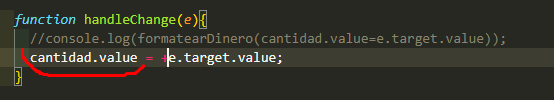 function handleChange(e){
//console.log(formatearDinero(cantidad.value=e.target.value));
cantidad.value = +e.target.value;
}